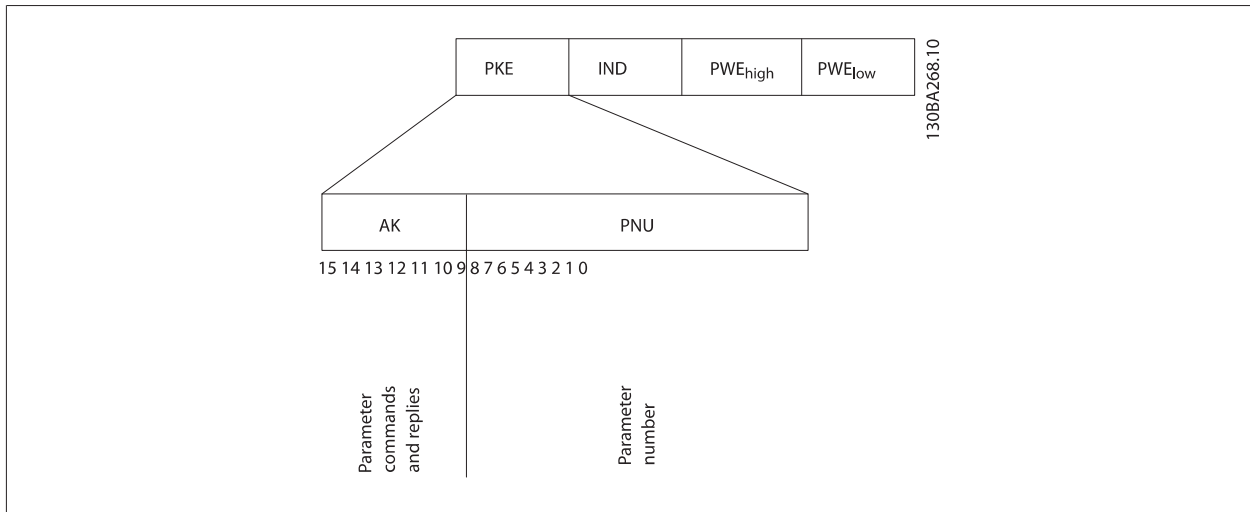 PKE IND PWEhigh PWElow
130BA268.10
AK PNU
15 14 13 12 11 10 9 8 7 6 5 4 3 2 1 0
Parameter
commands
and replies
Parameter
number